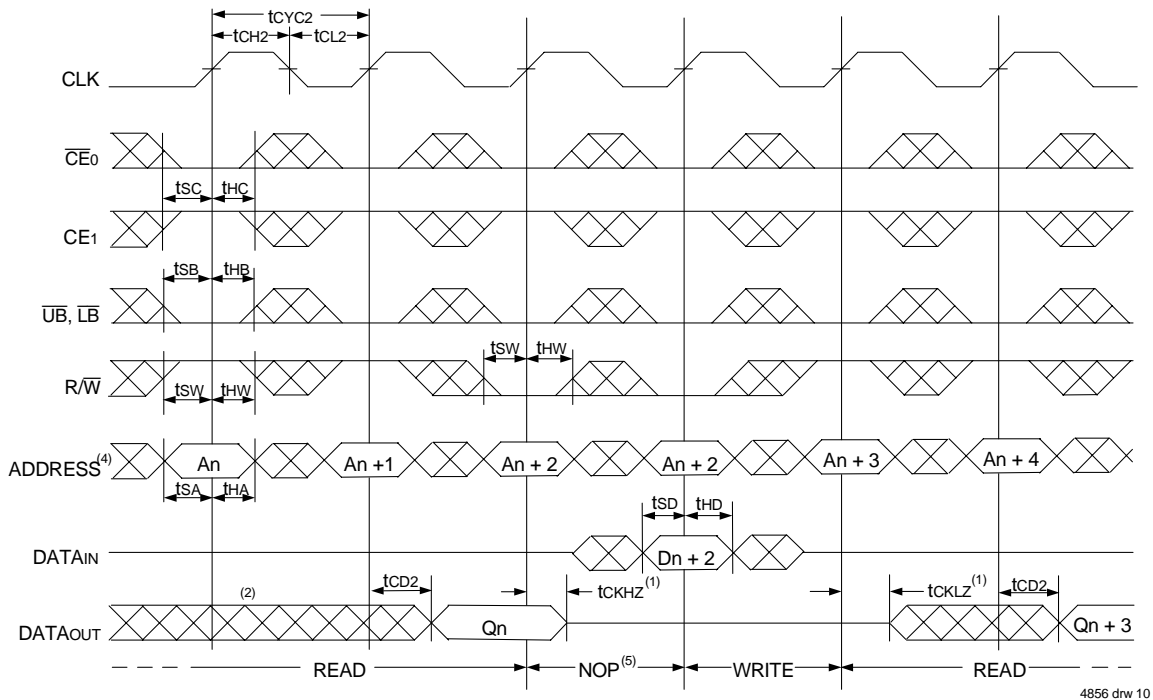 tCYC2
tCH2 tCL2
CLK
CE0
tSC tHC
CE1
tSB tHB
UB, LB
tSW tHW
R/W
tSW tHW
ADDRESS(4) An An +1 An + 2 An + 2 An + 3 An + 4
tSA tHA
tSD tHD
DATAIN Dn + 2
(2) tCD2 tCKHZ(1) tCKLZ(1) tCD2
DATAOUT Qn Qn + 3
READ NOP(5) WRITE READ
4856 drw 10